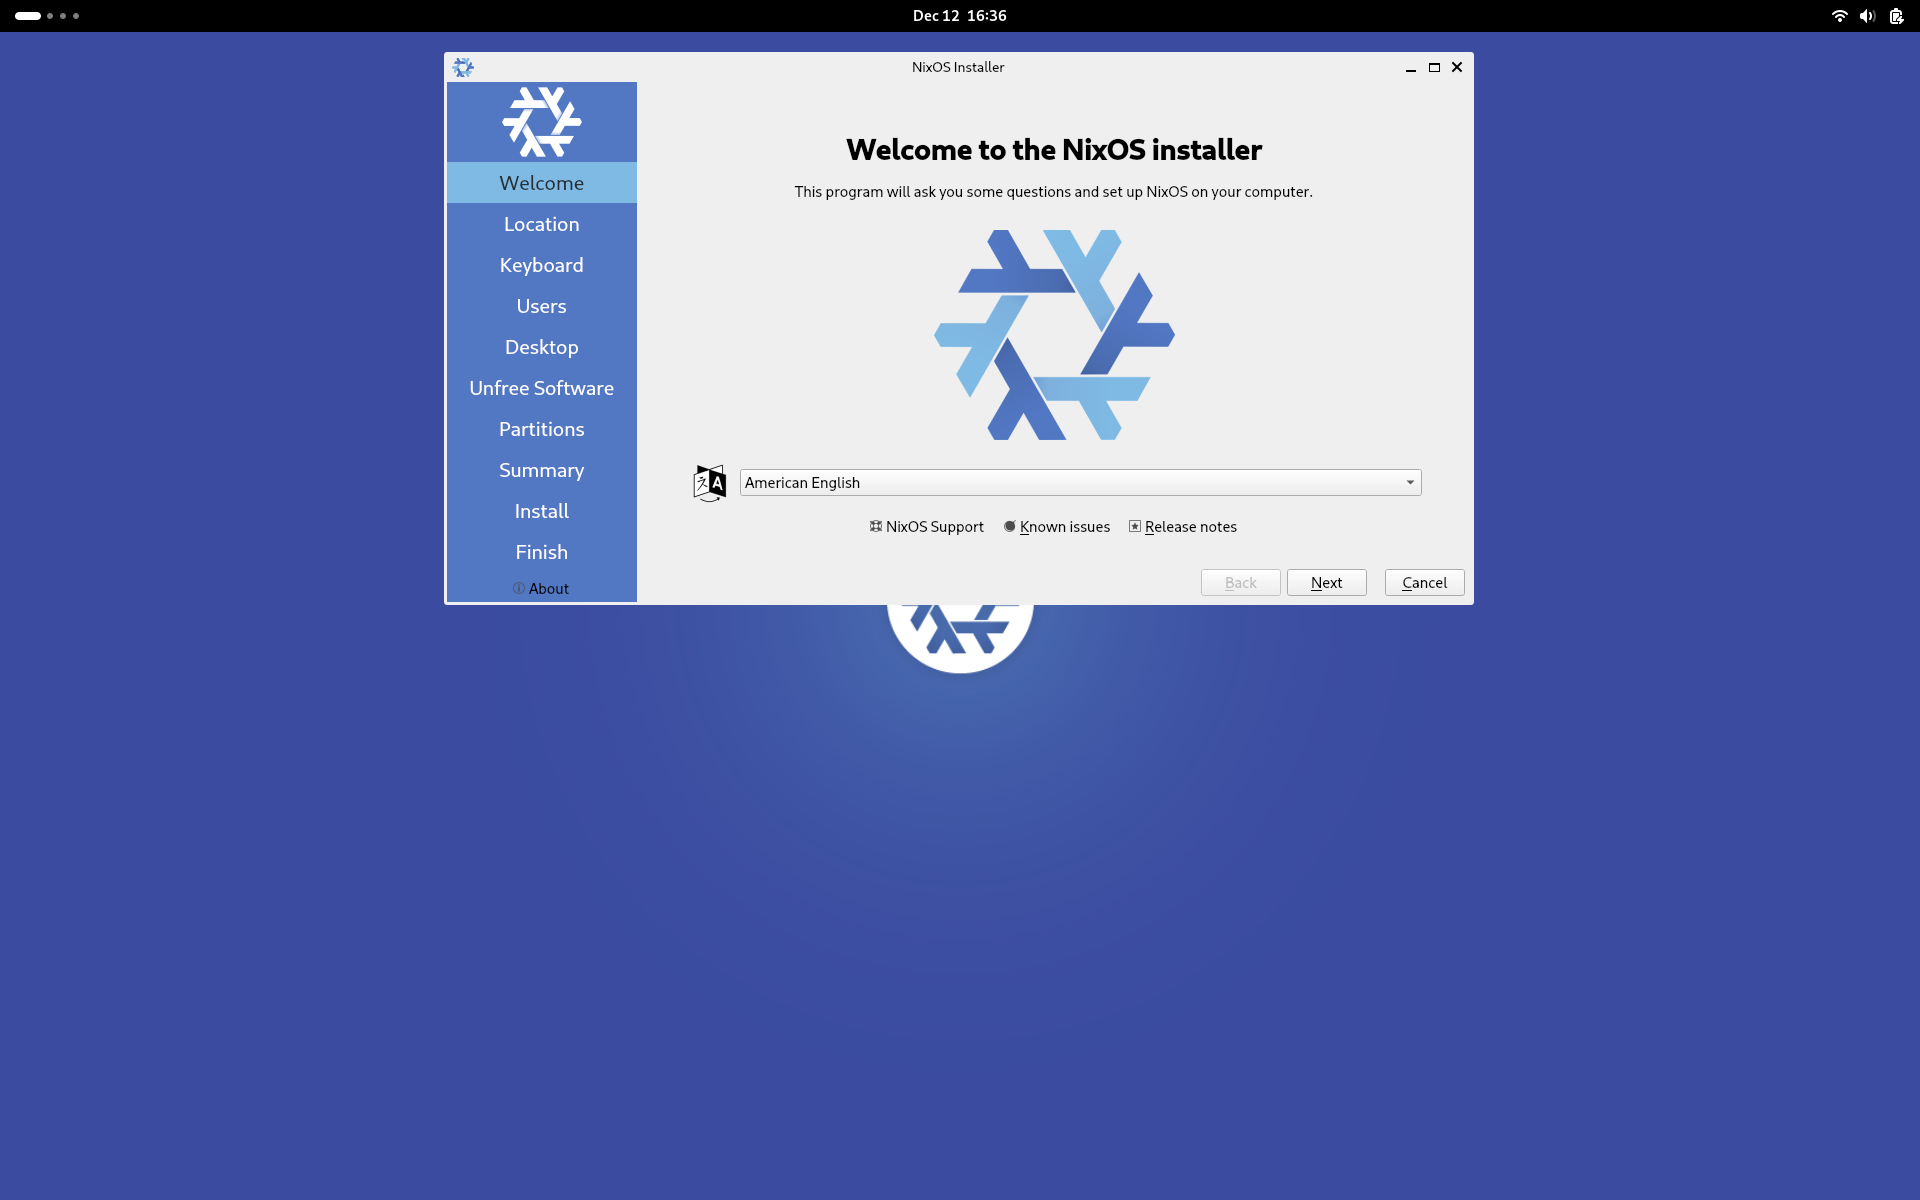 Dec 12 16:36
NixOS Installer
Welcome
Location
Keyboard
Users
Desktop
Unfree Software
Partitions
Summary
Install
Finish
About
Welcome to the NixOS installer
This program will ask you some questions and set up NixOS on your computer.
American English
NixOS Support Known issues Release notes
Back Next Cancel